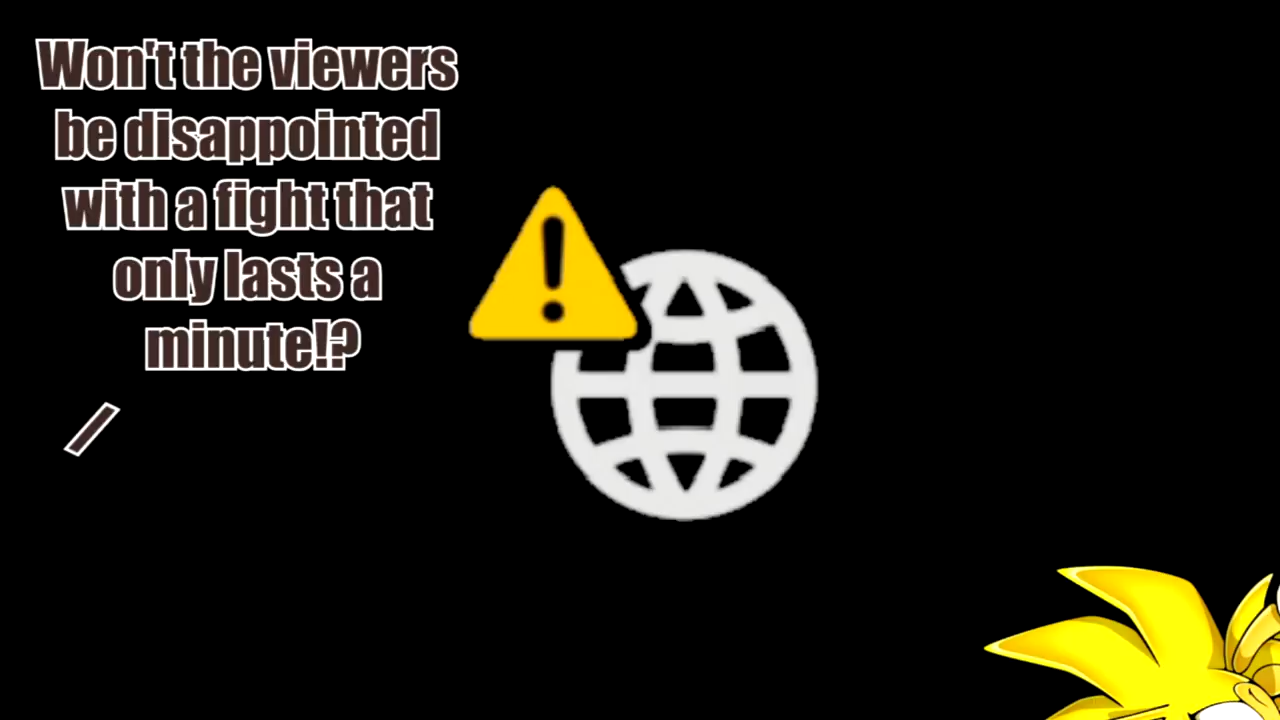 Won't the viewers
be disappointed
with a fight that
only lasts a
minute!?
/